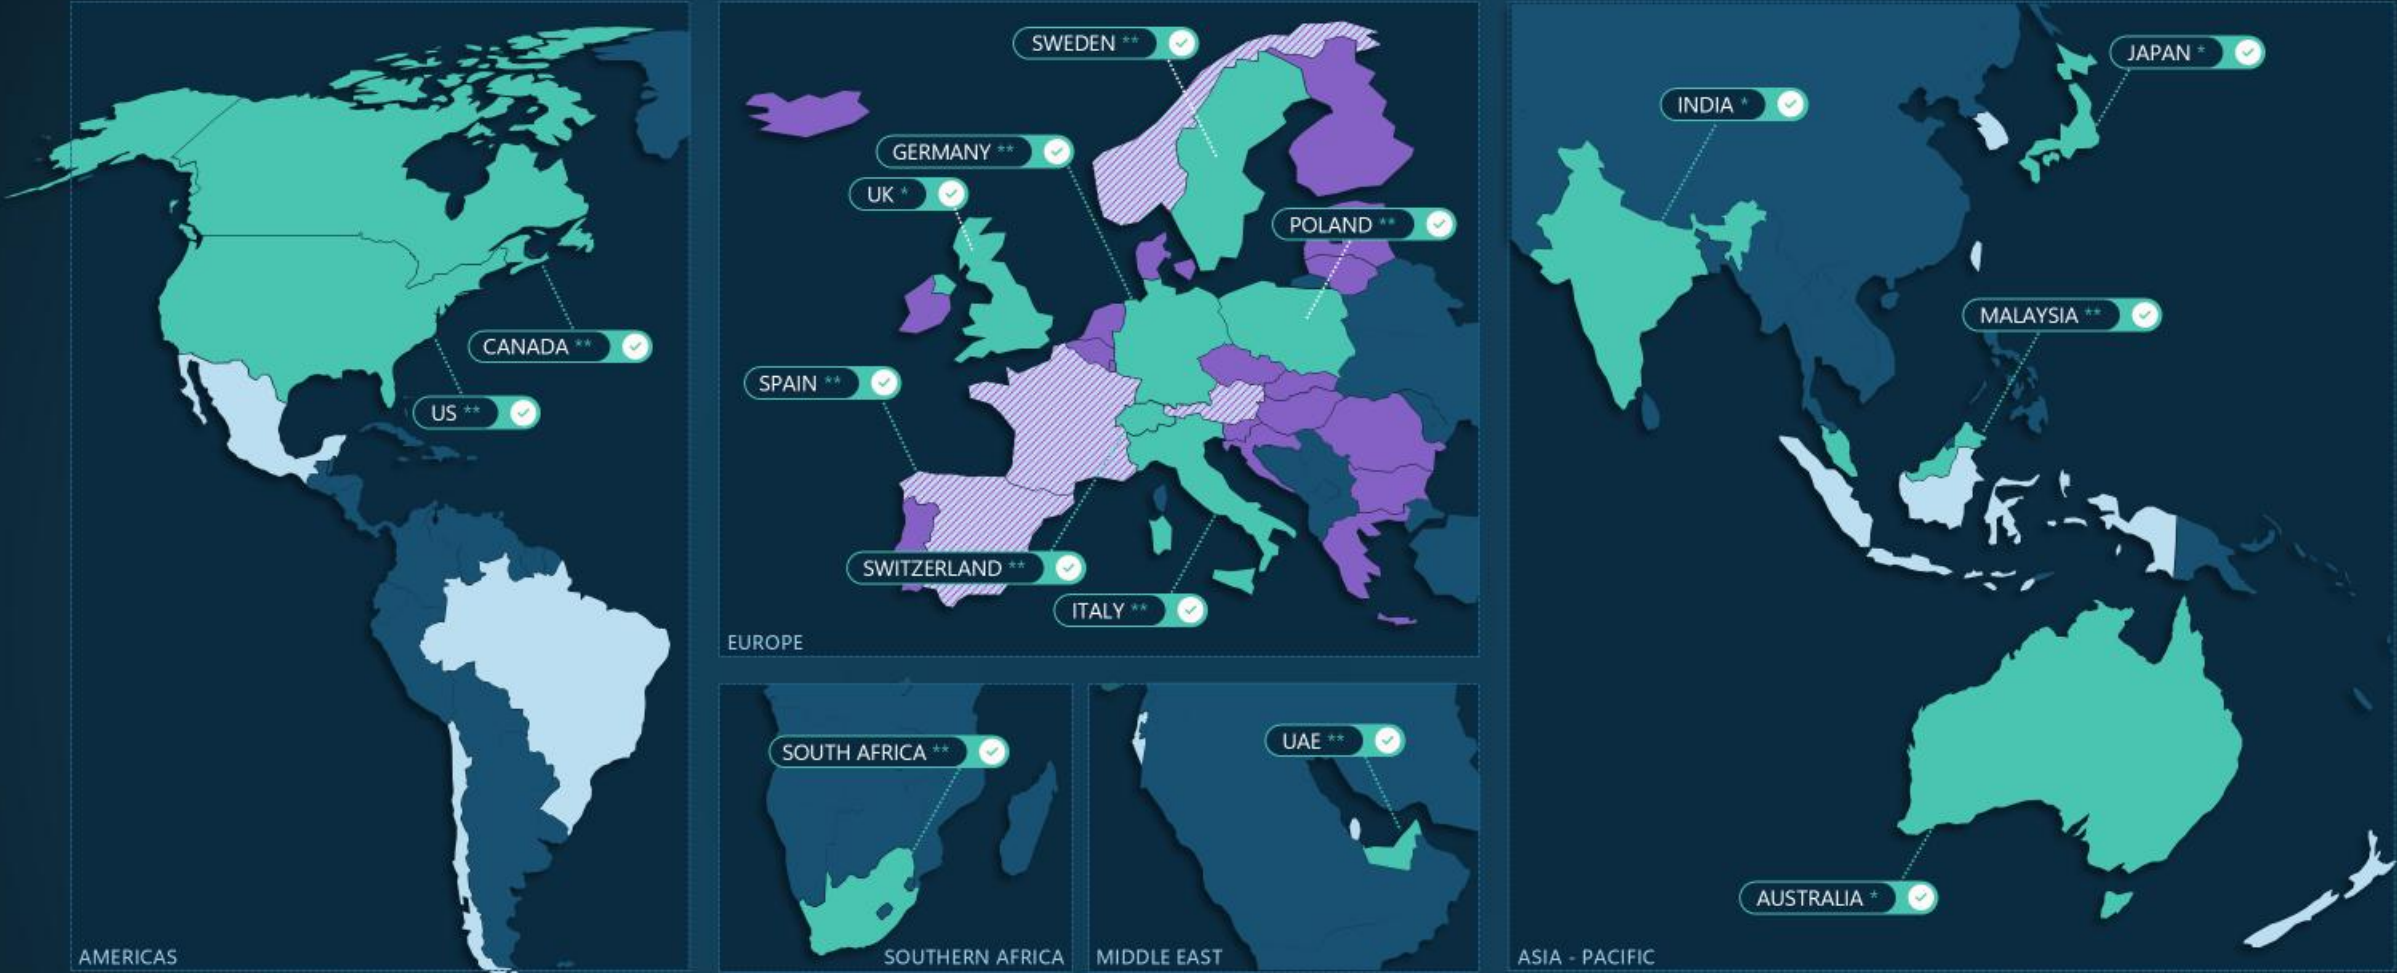 SWEDEN **
JAPAN *
INDIA *
GERMANY **
UK *
POLAND **
MALAYSIA **
CANADA **
SPAIN **
US **
SWITZERLAND **
ITALY **
EUROPE
SOUTH AFRICA **
UAE **
AUSTRALIA *
AMERICAS
SOUTHERN AFRICA
MIDDLE EAST
ASIA - PACIFIC